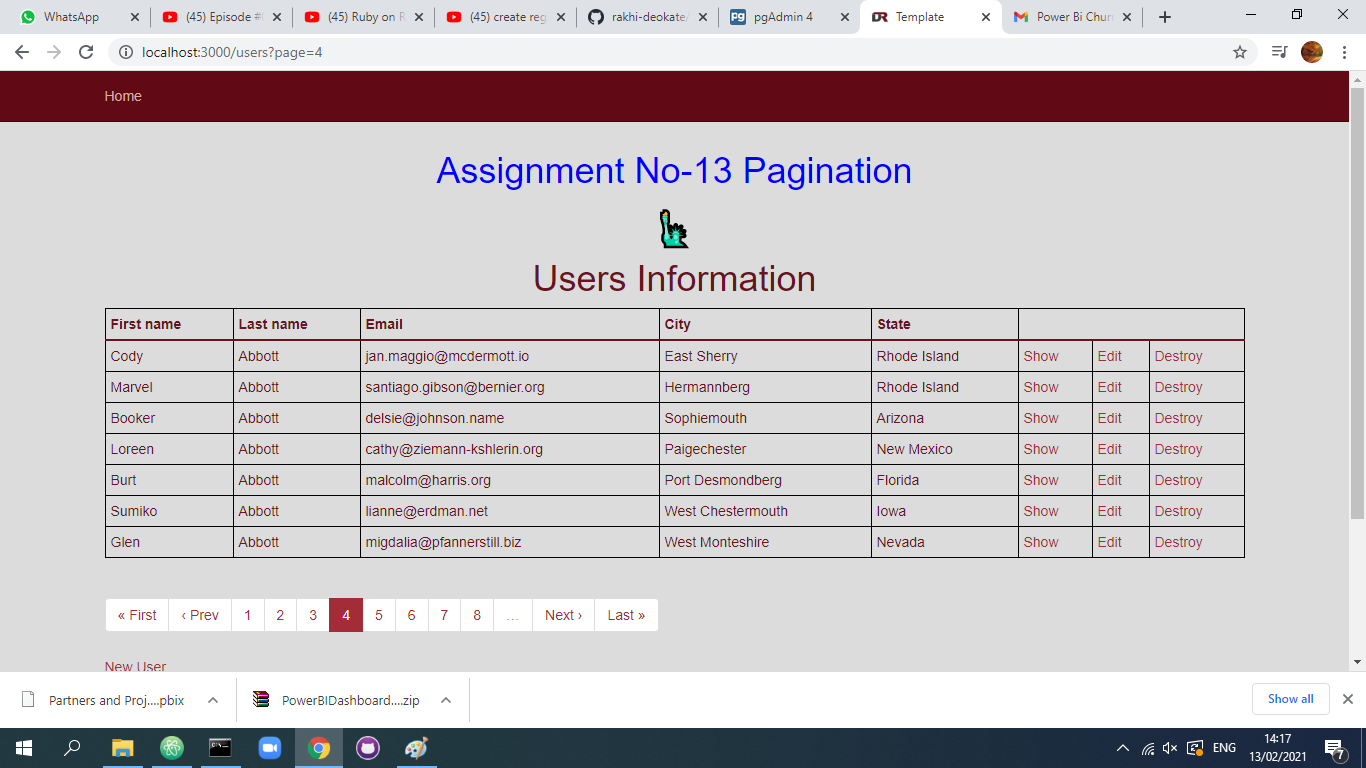 WhatsApp (45) Episode # (45) Ruby on R (45) create reg rakhi-deokate/ pgAdmin 4 Template Power Bi Chur
localhost:3000/users?page=4
Home
Assignment No-13 Pagination
Users Information
First name Last name Email City State
Cody Abbott jan.maggio@mcdermott.io East Sherry Rhode Island Show Edit Destroy
Marvel Abbott santiago.gibson@bernier.org Hermannberg Rhode Island Show Edit Destroy
Booker Abbott delsie@johnson.name Sophiemouth Arizona Show Edit Destroy
Loreen Abbott cathy@ziemann-kshlerin.org Paigechester New Mexico Show Edit Destroy
Burt Abbott malcolm@harris.org Port Desmondberg Florida Show Edit Destroy
Sumiko Abbott lianne@erdman.net West Chestermouth Iowa Show Edit Destroy
Glen Abbott migdalia@pfannerstill.biz West Monteshire Nevada Show Edit Destroy
« First ‹ Prev 1 2 3 4 5 6 7 8 … Next › Last »
New User
Partners and Proj....pbix PowerBIDashboard....zip Show all
ENG 14:17
13/02/2021 7